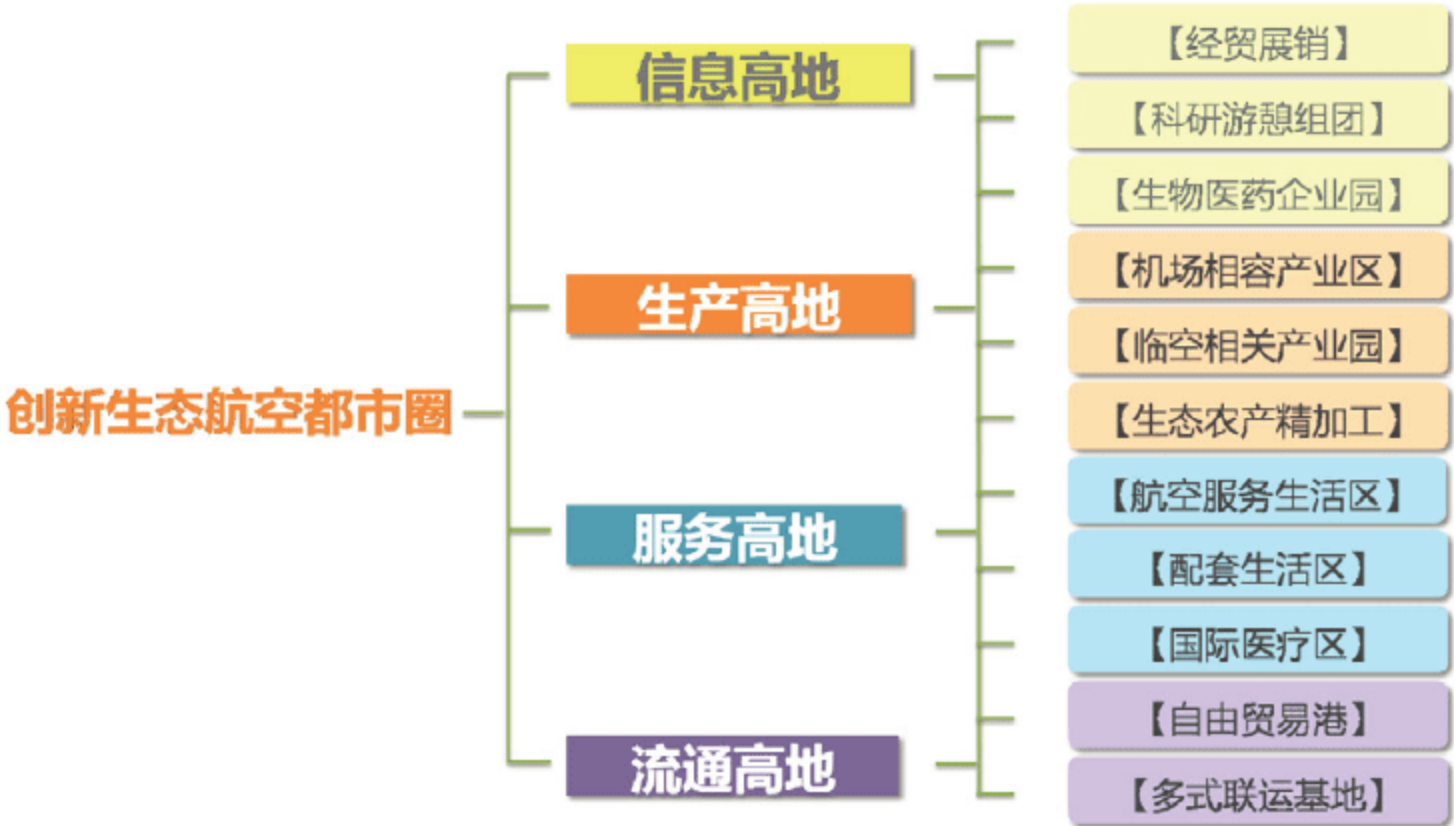 创新生态航空都市圈
信息高地
生产高地
服务高地
流通高地
【经贸展销】
【科研游憩组团】
【生物医药企业园】
【机场相容产业区】
【临空相关产业园】
【生态农产精加工】
【航空服务生活区】
【配套生活区】
【国际医疗区】
【自由贸易港】
【多式联运基地】